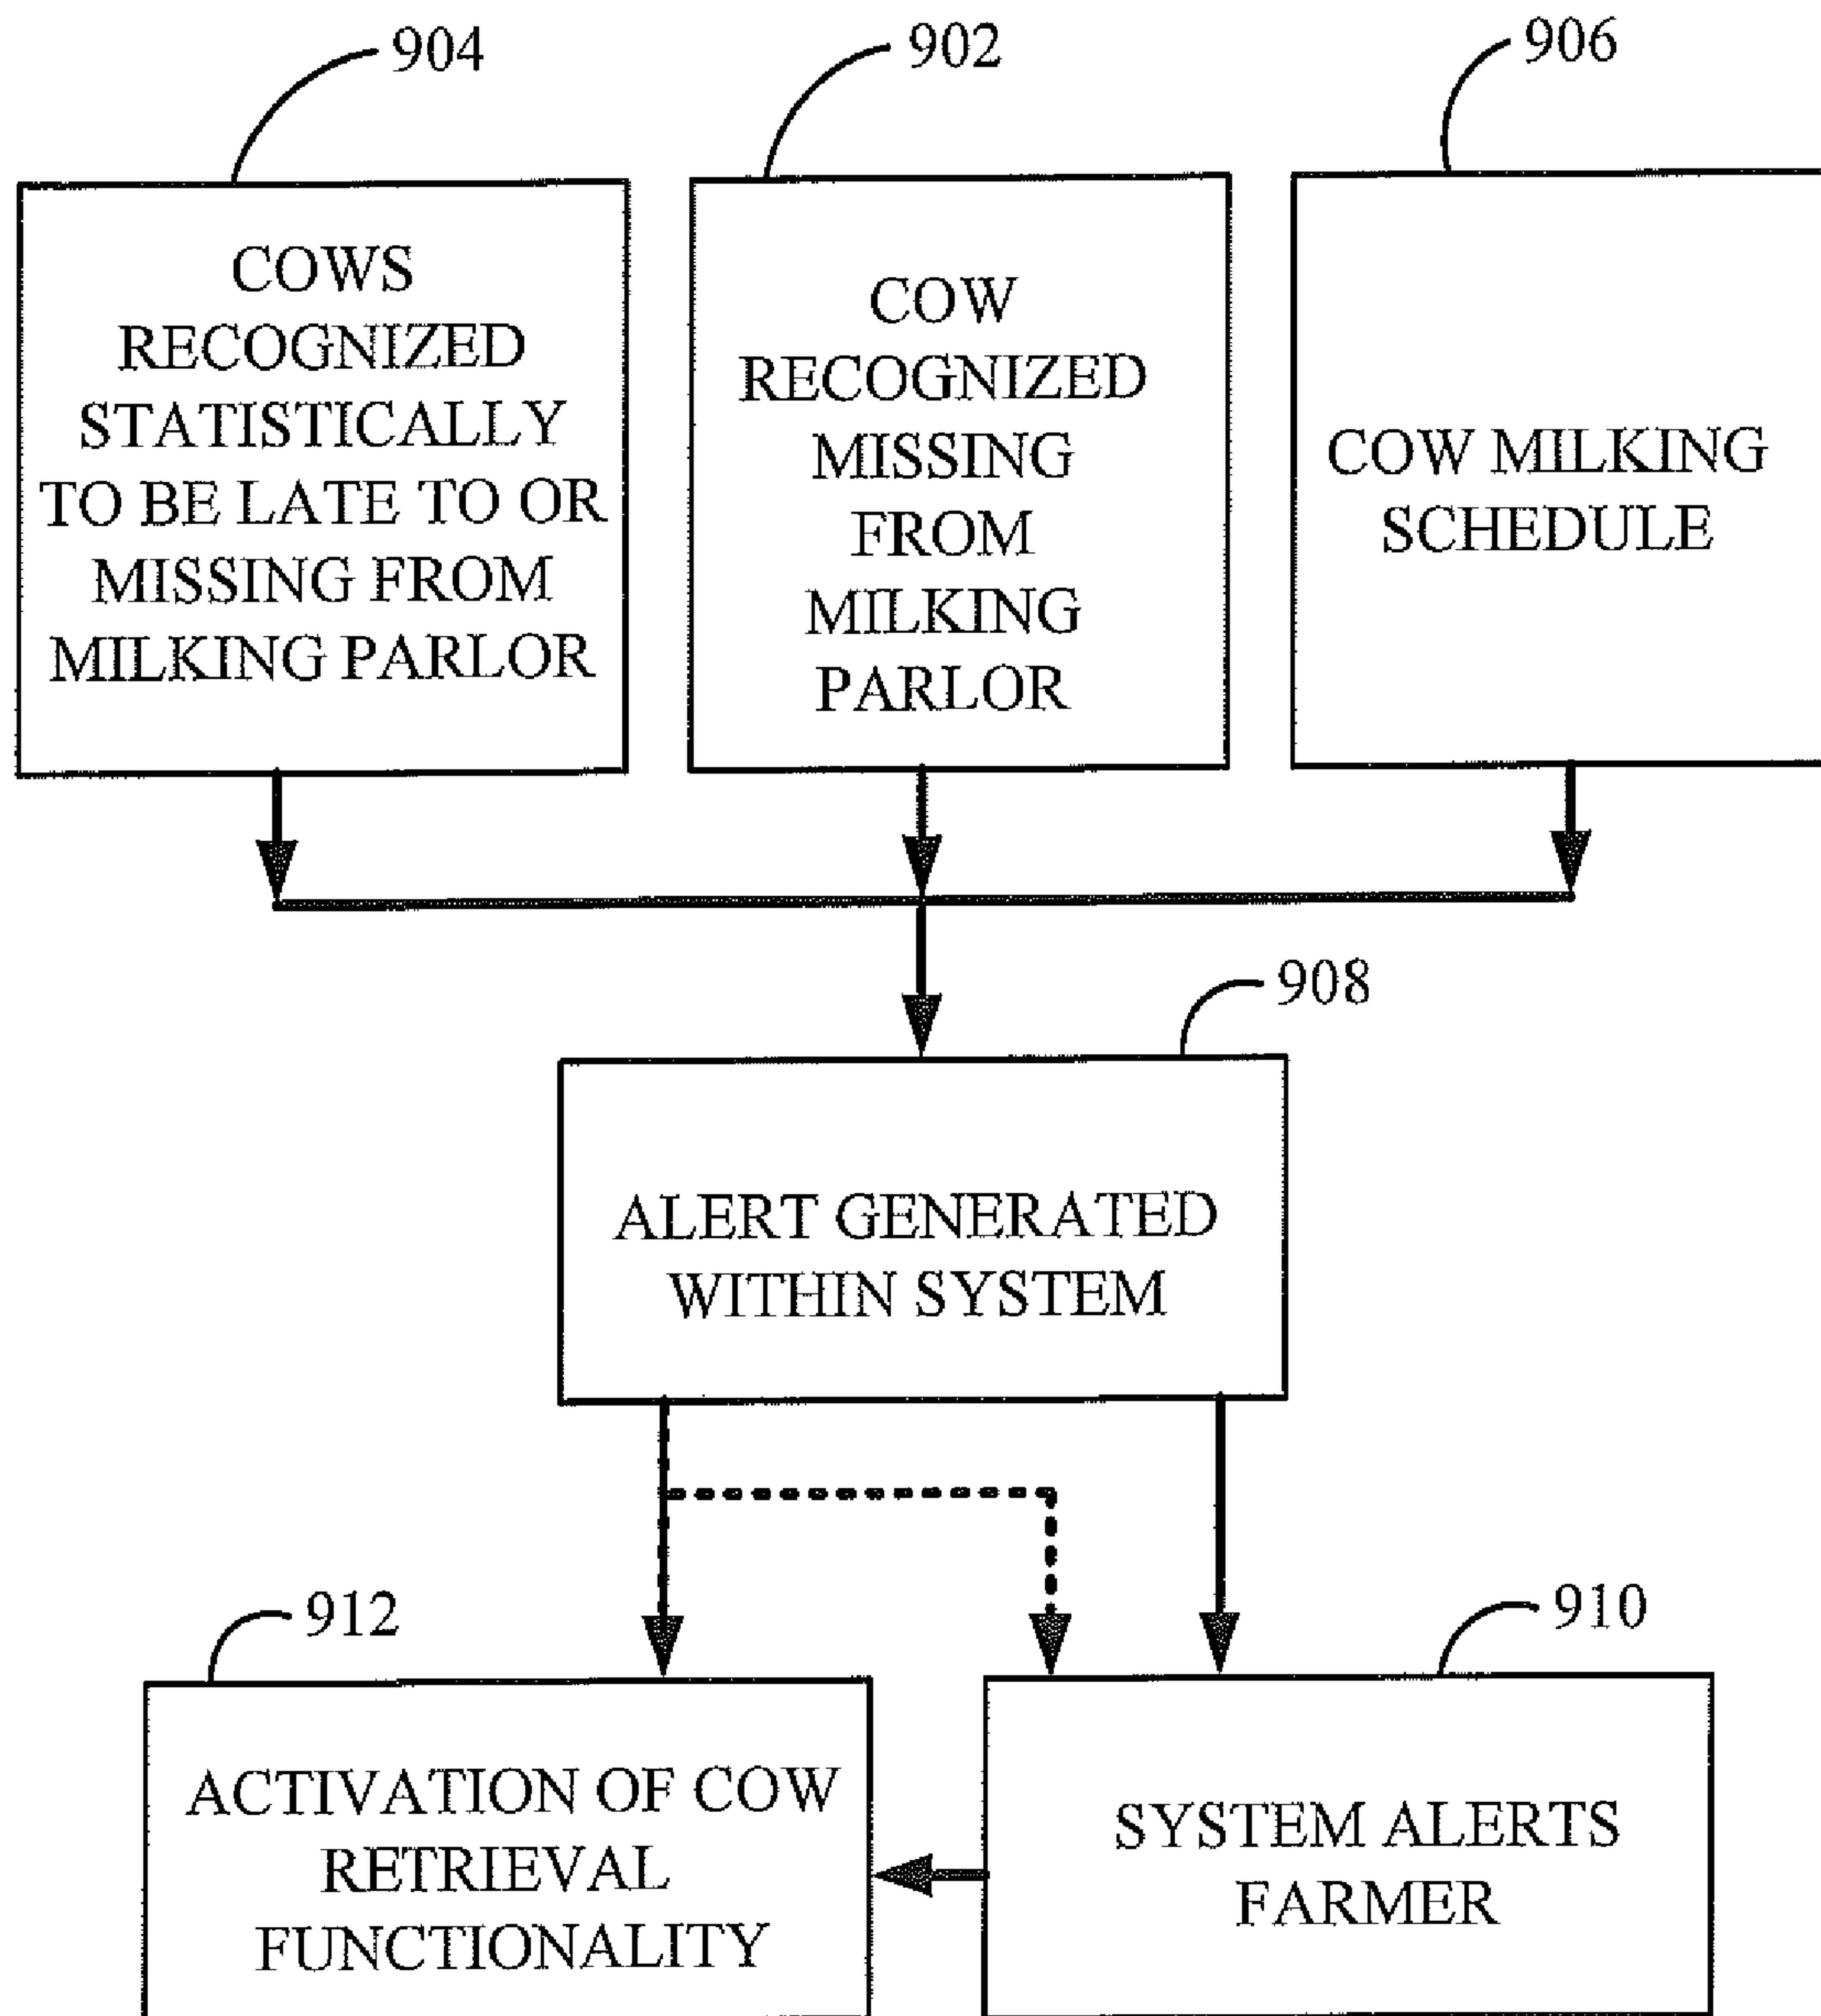 904
902
906
COWS
RECOGNIZED
STATISTICALLY
TO BE LATE TO OR
MISSING FROM
MILKING PARLOR
COW
RECOGNIZED
MISSING
FROM
MILKING
PARLOR
COW MILKING
SCHEDULE
908
ALERT GENERATED
WITHIN SYSTEM
912
910
ACTIVATION OF COW
RETRIEVAL
FUNCTIONALITY
SYSTEM ALERTS
FARMER